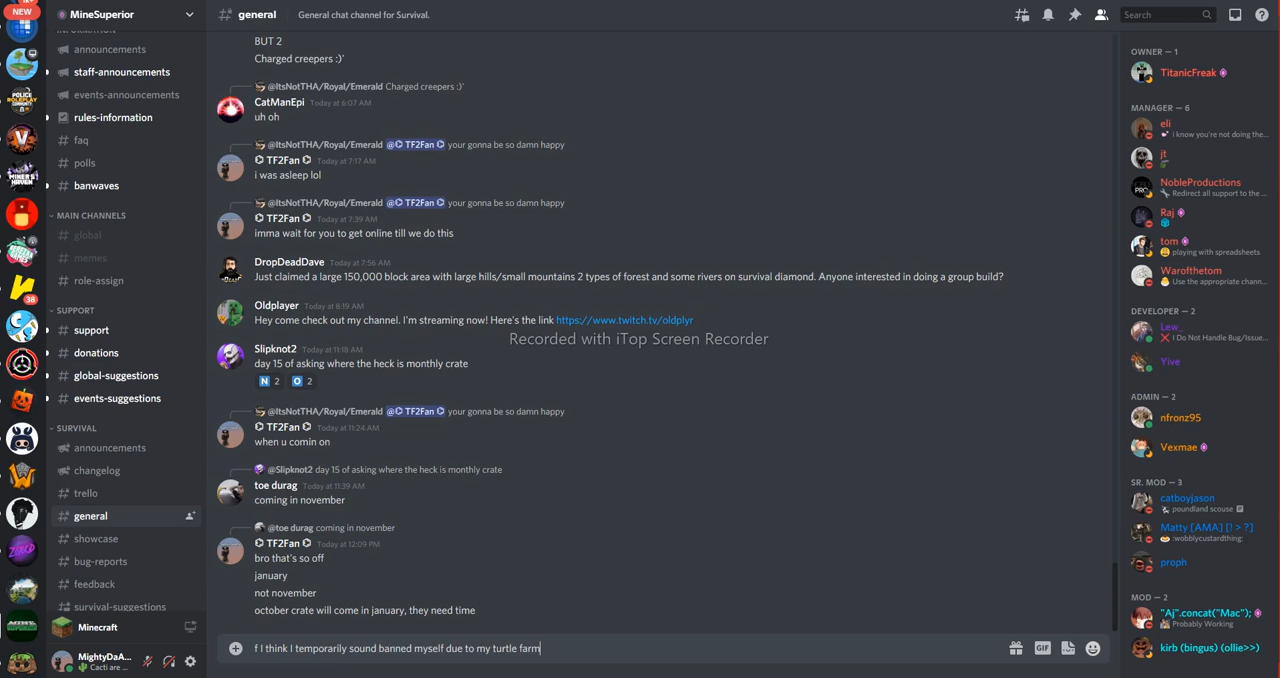 NEW
MineSuperior
general
General chat channel for Survival.
Search
INFORMATION
announcements
staff-announcements
events-announcement
rules-information
faq
polls
banwaves
MAIN CHANNELS
global
memes
role-assign
SUPPORT
support
donations
global-suggestions
events-suggestions
SURVIVAL
announcements
changelog
trello
general
showcase
bug-reports
feedback
survival-suggestions
Minecraft
MightyDaA...
Cacti are ...
38
BUT 2
Charged creepers :)'
@ItsNotTHA/Royal/Emerald Charged creepers :)'
CatManEpi Today at 6:07 AM
uh oh
@ItsNotTHA/Royal/Emerald @⌬ TF2Fan ⌬ your gonna be so damn happy
⌬ TF2Fan ⌬ Today at 7:17 AM
i was asleep lol
@ItsNotTHA/Royal/Emerald @⌬ TF2Fan ⌬ your gonna be so damn happy
⌬ TF2Fan ⌬ Today at 7:39 AM
imma wait for you to get online till we do this
DropDeadDave Today at 7:56 AM
Just claimed a large 150,000 block area with large hills/small mountains 2 types of forest and some rivers on survival diamond. Anyone interested in doing a group build?
Oldplayer Today at 8:19 AM
Hey come check out my channel. I'm streaming now! Here's the link https://www.twitch.tv/oldplyr
Recorded with iTop Screen Recorder
Slipknot2 Today at 11:18 AM
day 15 of asking where the heck is monthly crate
N 2 O 2
@ItsNotTHA/Royal/Emerald @⌬ TF2Fan ⌬ your gonna be so damn happy
⌬ TF2Fan ⌬ Today at 11:24 AM
when u comin on
@Slipknot2 day 15 of asking where the heck is monthly crate
toe durag Today at 11:39 AM
coming in november
@toe durag coming in november
⌬ TF2Fan ⌬ Today at 12:09 PM
bro that's so off
january
not november
october crate will come in january, they need time
f I think I temporarily sound banned myself due to my turtle farm
GIF
OWNER — 1
TitanicFreak
MANAGER — 6
eli
I know you're not doing the...
jt
NobleProductions
Redirect all support to the ...
Raj
tom
playing with spreadsheets
Warofthetom
Use the appropriate chann...
DEVELOPER — 2
Lew_
I Do Not Handle Bug/Issue...
Yive
ADMIN — 2
nfronz95
Vexmae
SR. MOD — 3
catboyjason
poundland scouse
Matty [AMA] [! > ?]
:wobblycustardthing:
proph
MOD — 2
"Aj".concat("Mac");
Probably Working
kirb (bingus) (ollie>>)